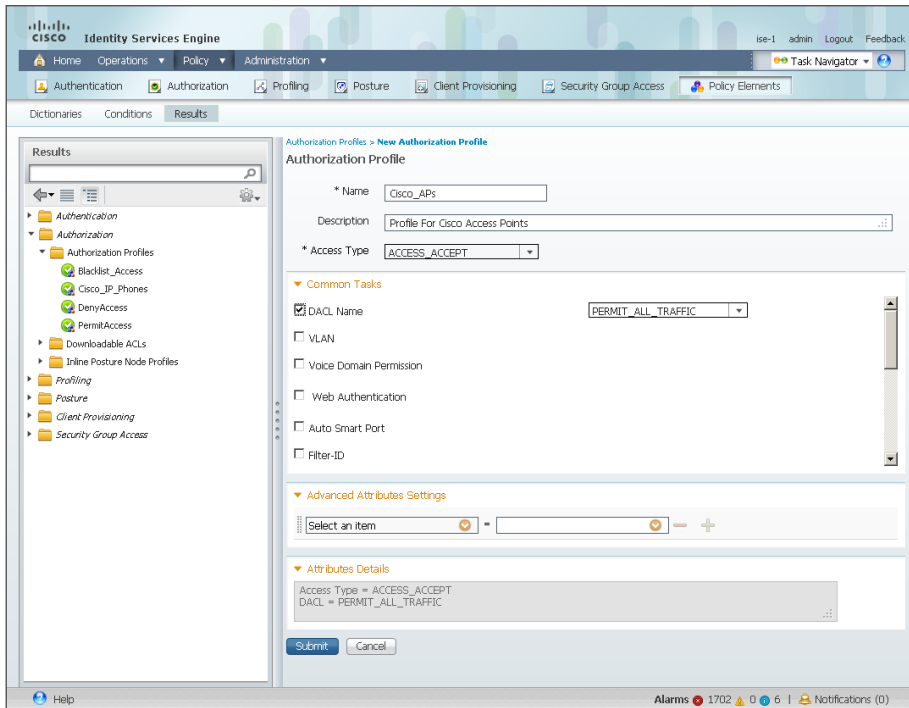 cisco Identity Services Engine
ise-1 admin Logout Feedback
Home Operations Policy Administration
Task Navigator
Authentication Authorization Profiling Posture Client Provisioning Security Group Access Policy Elements
Dictionaries Conditions Results
Results
Authentication
Authorization
Authorization Profiles
Blacklist_Access
Cisco_IP_Phones
DenyAccess
PermitAccess
Downloadable ACLs
Inline Posture Node Profiles
Profiling
Posture
Client Provisioning
Security Group Access
Authorization Profiles > New Authorization Profile
Authorization Profile
* Name Cisco_APs
Description Profile For Cisco Access Points
* Access Type ACCESS_ACCEPT
Common Tasks
DACL Name PERMIT_ALL_TRAFFIC
VLAN
Voice Domain Permission
Web Authentication
Auto Smart Port
Filter-ID
Advanced Attributes Settings
Select an item =
Attributes Details
Access Type = ACCESS_ACCEPT
DACL = PERMIT_ALL_TRAFFIC
Submit Cancel
Help
Alarms 1702 0 6 | Notifications (0)